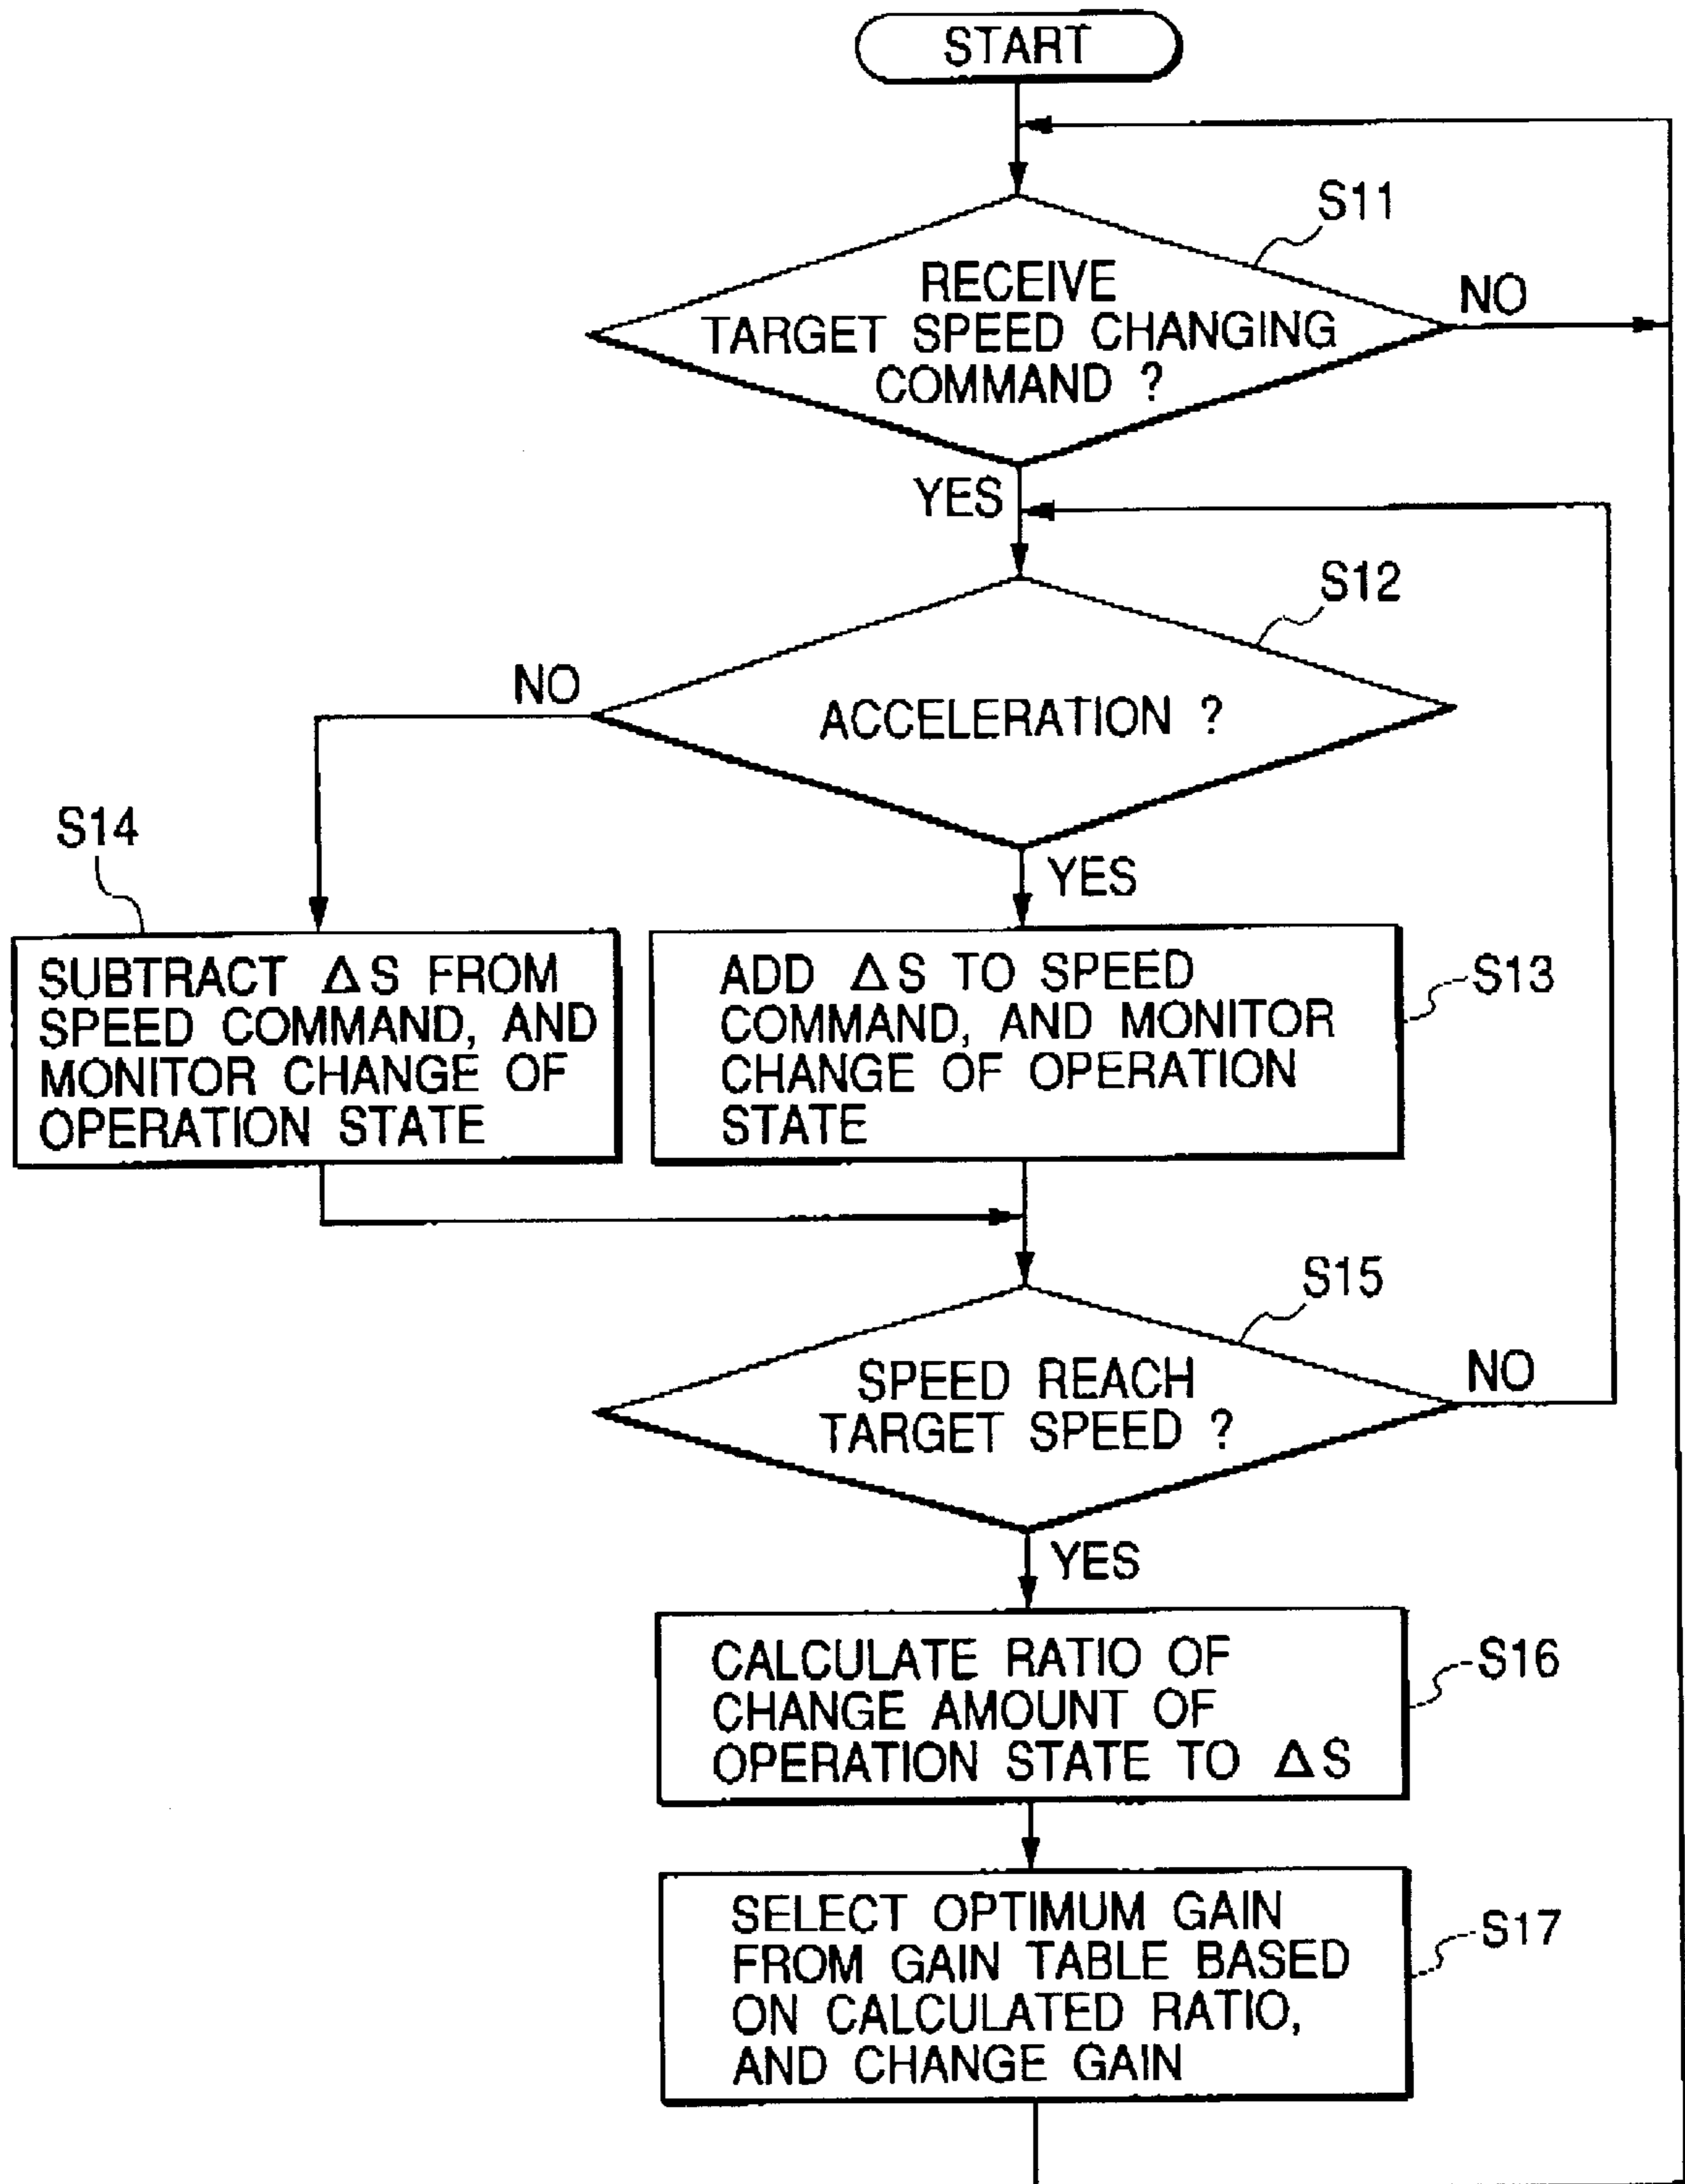 START
S11
RECEIVE
TARGET SPEED CHANGING
COMMAND ?
NO
YES
S12
NO
ACCELERATION ?
YES
S14
SUBTRACT ΔS FROM
SPEED COMMAND, AND
MONITOR CHANGE OF
OPERATION STATE
ADD ΔS TO SPEED
COMMAND, AND MONITOR
CHANGE OF OPERATION
STATE
S13
S15
SPEED REACH
TARGET SPEED ?
NO
YES
CALCULATE RATIO OF
CHANGE AMOUNT OF
OPERATION STATE TO ΔS
S16
SELECT OPTIMUM GAIN
FROM GAIN TABLE BASED
ON CALCULATED RATIO,
AND CHANGE GAIN
S17